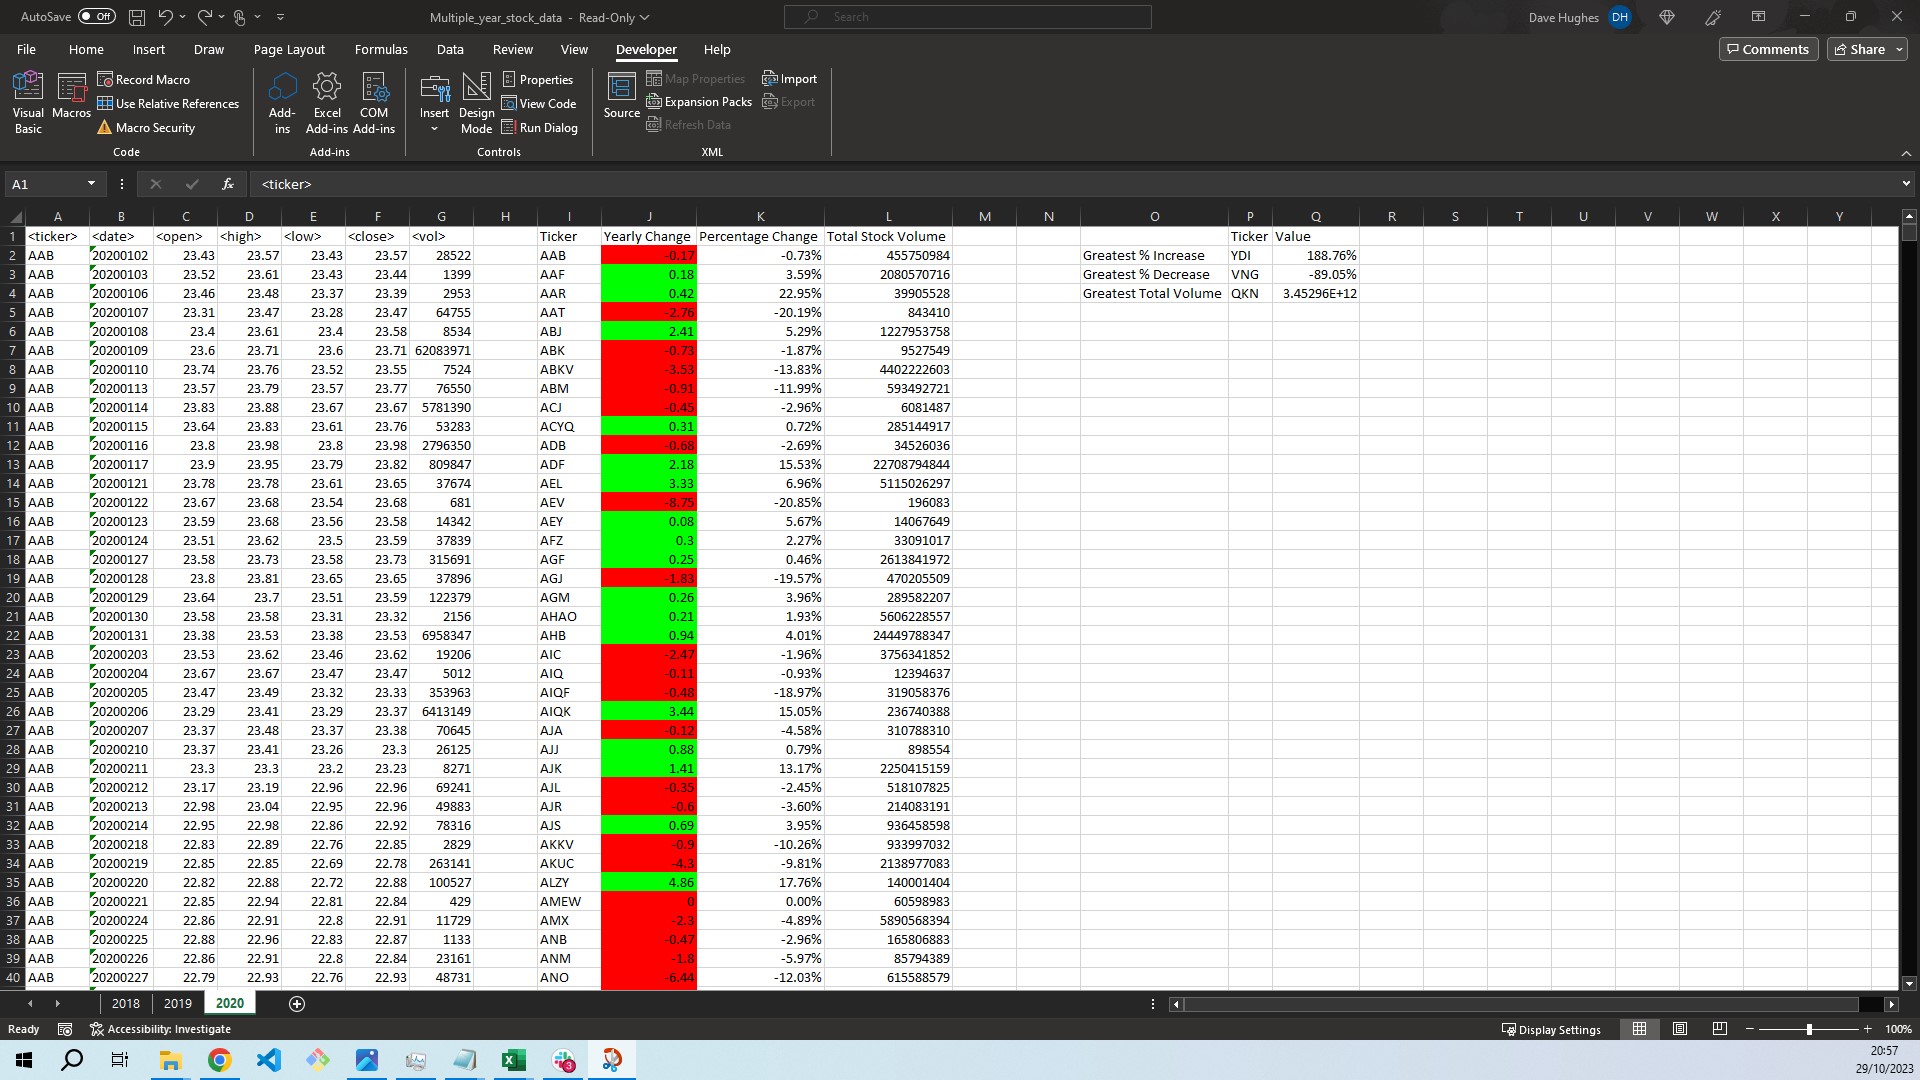 AutoSave Off Multiple_year_stock_data - Read-Only Search Dave Hughes DH
File Home Insert Draw Page Layout Formulas Data Review View Developer Help Comments Share
Visual Basic
Macros
Record Macro
Use Relative References
Macro Security
Code
Add-ins
Excel Add-ins
COM Add-ins
Add-ins
Insert
Design Mode
Properties
View Code
Run Dialog
Controls
Source
Map Properties
Expansion Packs
Refresh Data
Import
Export
XML
A1 fx <ticker>
A B C D E F G H I J K L M N O P Q R S T U V W X Y
1 <ticker> <date> <open> <high> <low> <close> <vol> Ticker Yearly Change Percentage Change Total Stock Volume Ticker Value
2 AAB 20200102 23.43 23.57 23.43 23.57 28522 AAB -0.17 -0.73% 455750984 Greatest % Increase YDI 188.76%
3 AAB 20200103 23.52 23.61 23.43 23.44 1399 AAF 0.18 3.59% 2080570716 Greatest % Decrease VNG -89.05%
4 AAB 20200106 23.46 23.48 23.37 23.39 2953 AAR 0.42 22.95% 39905528 Greatest Total Volume QKN 3.45296E+12
5 AAB 20200107 23.31 23.47 23.28 23.47 64755 AAT -2.76 -20.19% 843410
6 AAB 20200108 23.4 23.61 23.4 23.58 8534 ABJ 2.41 5.29% 1227953758
7 AAB 20200109 23.6 23.71 23.6 23.71 62083971 ABK -0.73 -1.87% 9527549
8 AAB 20200110 23.74 23.76 23.52 23.55 7524 ABKV -3.53 -13.83% 4402222603
9 AAB 20200113 23.57 23.79 23.57 23.77 76550 ABM -0.91 -11.99% 593492721
10 AAB 20200114 23.83 23.88 23.67 23.67 5781390 ACJ -0.45 -2.96% 6081487
11 AAB 20200115 23.64 23.83 23.61 23.76 53283 ACYQ 0.31 0.72% 285144917
12 AAB 20200116 23.8 23.98 23.8 23.98 2796350 ADB -0.68 -2.69% 34526036
13 AAB 20200117 23.9 23.95 23.79 23.82 809847 ADF 2.18 15.53% 22708794844
14 AAB 20200121 23.78 23.78 23.61 23.65 37674 AEL 3.33 6.96% 5115026297
15 AAB 20200122 23.67 23.68 23.54 23.68 681 AEV -8.75 -20.85% 196083
16 AAB 20200123 23.59 23.68 23.56 23.58 14342 AEY 0.08 5.67% 14067649
17 AAB 20200124 23.51 23.62 23.5 23.59 37839 AFZ 0.3 2.27% 33091017
18 AAB 20200127 23.58 23.73 23.58 23.73 315691 AGF 0.25 0.46% 2613841972
19 AAB 20200128 23.8 23.81 23.65 23.65 37896 AGJ -1.83 -19.57% 470205509
20 AAB 20200129 23.64 23.7 23.51 23.59 122379 AGM 0.26 3.96% 289582207
21 AAB 20200130 23.58 23.58 23.31 23.32 2156 AHAO 0.21 1.93% 5606228557
22 AAB 20200131 23.38 23.53 23.38 23.53 6958347 AHB 0.94 4.01% 24449788347
23 AAB 20200203 23.53 23.62 23.46 23.62 19206 AIC -2.47 -1.96% 3756341852
24 AAB 20200204 23.67 23.67 23.47 23.47 5012 AIQ -0.11 -0.93% 12394637
25 AAB 20200205 23.47 23.49 23.32 23.33 353963 AIQF -0.48 -18.97% 319058376
26 AAB 20200206 23.29 23.41 23.29 23.37 6413149 AIQK 3.44 15.05% 236740388
27 AAB 20200207 23.37 23.48 23.37 23.38 70645 AJA -0.12 -4.58% 310788310
28 AAB 20200210 23.37 23.41 23.26 23.3 26125 AJJ 0.88 0.79% 898554
29 AAB 20200211 23.3 23.3 23.2 23.23 8271 AJK 1.41 13.17% 2250415159
30 AAB 20200212 23.17 23.19 22.96 22.96 69241 AJL -0.35 -2.45% 518107825
31 AAB 20200213 22.98 23.04 22.95 22.96 49883 AJR -0.6 -3.60% 214083191
32 AAB 20200214 22.95 22.98 22.86 22.92 78316 AJS 0.69 3.95% 936458598
33 AAB 20200218 22.83 22.89 22.76 22.85 2829 AKKV -0.9 -10.26% 933997032
34 AAB 20200219 22.85 22.85 22.69 22.78 263141 AKUC -4.3 -9.81% 2138977083
35 AAB 20200220 22.82 22.88 22.72 22.88 100527 ALZY 4.86 17.76% 140001404
36 AAB 20200221 22.85 22.94 22.81 22.84 429 AMEW 0 0.00% 60598983
37 AAB 20200224 22.86 22.91 22.8 22.91 11729 AMX -2.3 -4.89% 5890568394
38 AAB 20200225 22.88 22.96 22.83 22.87 1133 ANB -0.47 -2.96% 165806883
39 AAB 20200226 22.86 22.91 22.8 22.84 23161 ANM -1.8 -5.97% 85794389
40 AAB 20200227 22.79 22.93 22.76 22.93 48731 ANO -6.44 -12.03% 615588579
2018 2019 2020
Ready Accessibility: Investigate Display Settings 100%
3
20:57
29/10/2023